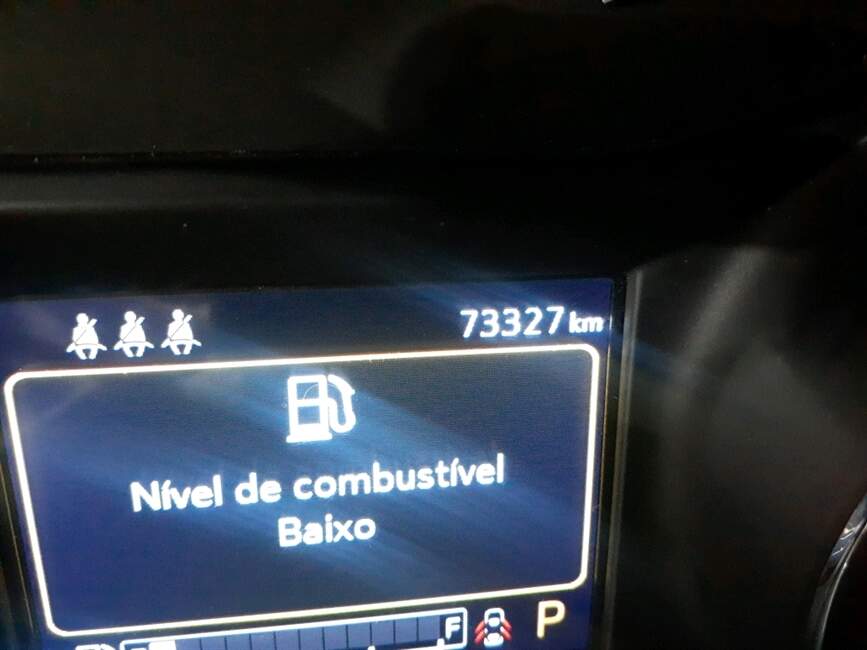 73327 km
Nível de combustível
Baixo
F
P